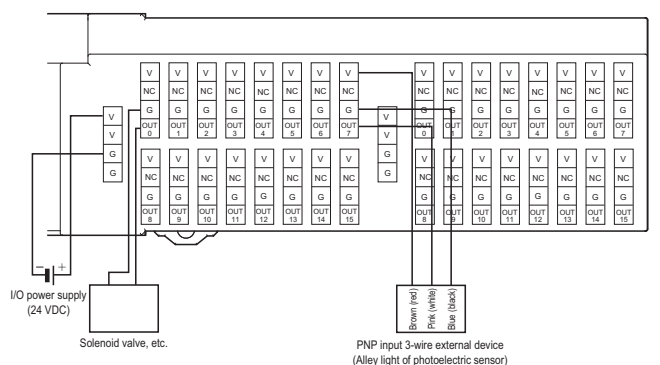 V V V V V V V V V V V V V V V V
NC NC NC NC NC NC NC NC NC NC NC NC NC NC NC NC
G G G G G G G G G G G G G G G G
OUT 0 OUT 1 OUT 2 OUT 3 OUT 4 OUT 5 OUT 6 OUT 7 OUT 0 OUT 1 OUT 2 OUT 3 OUT 4 OUT 5 OUT 6 OUT 7
V V
V V
G G
G G
V V V V V V V V V V V V V V V V
NC NC NC NC NC NC NC NC NC NC NC NC NC NC NC NC
G G G G G G G G G G G G G G G G
OUT 8 OUT 9 OUT 10 OUT 11 OUT 12 OUT 13 OUT 14 OUT 15 OUT 8 OUT 9 OUT 10 OUT 11 OUT 12 OUT 13 OUT 14 OUT 15
− +
I/O power supply
(24 VDC)
Solenoid valve, etc.
Brown (red)
Pink (white)
Blue (black)
PNP input 3-wire external device
(Alley light of photoelectric sensor)